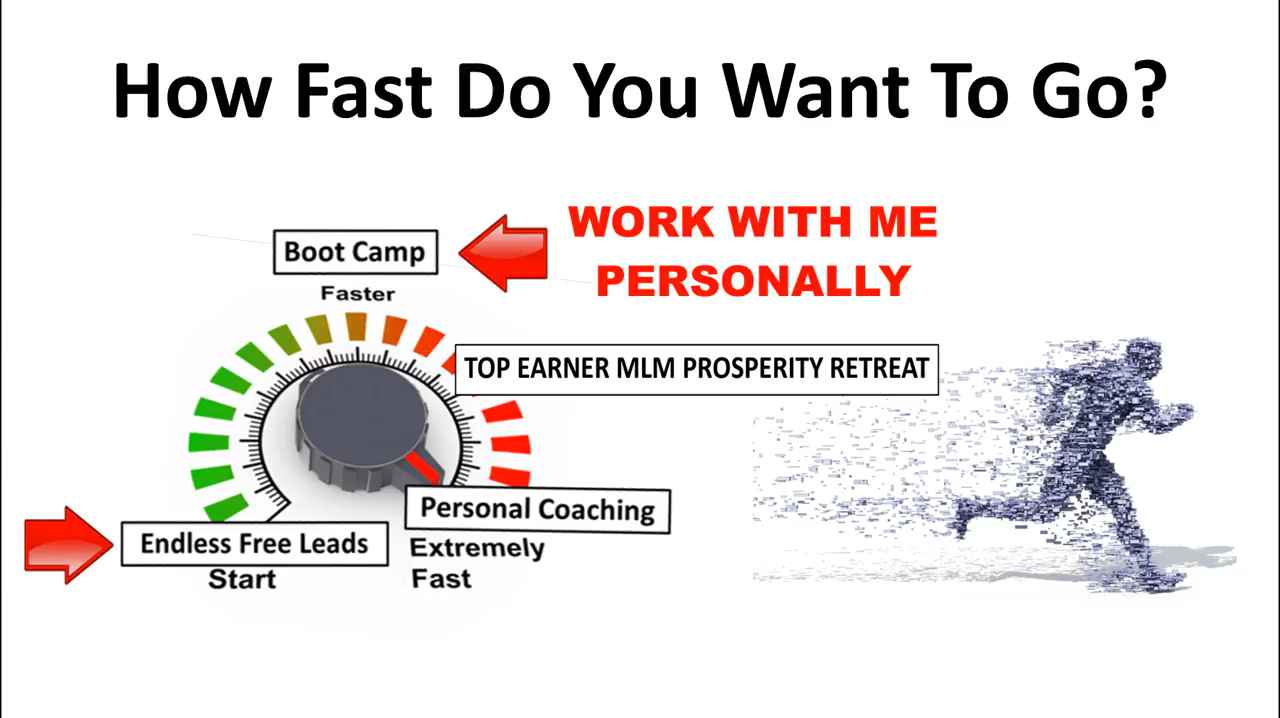 How Fast Do You Want To Go?
WORK WITH ME
PERSONALLY
Boot Camp
Faster
TOP EARNER MLM PROSPERITY RETREAT
Personal Coaching
Extremely
Fast
Endless Free Leads
Start